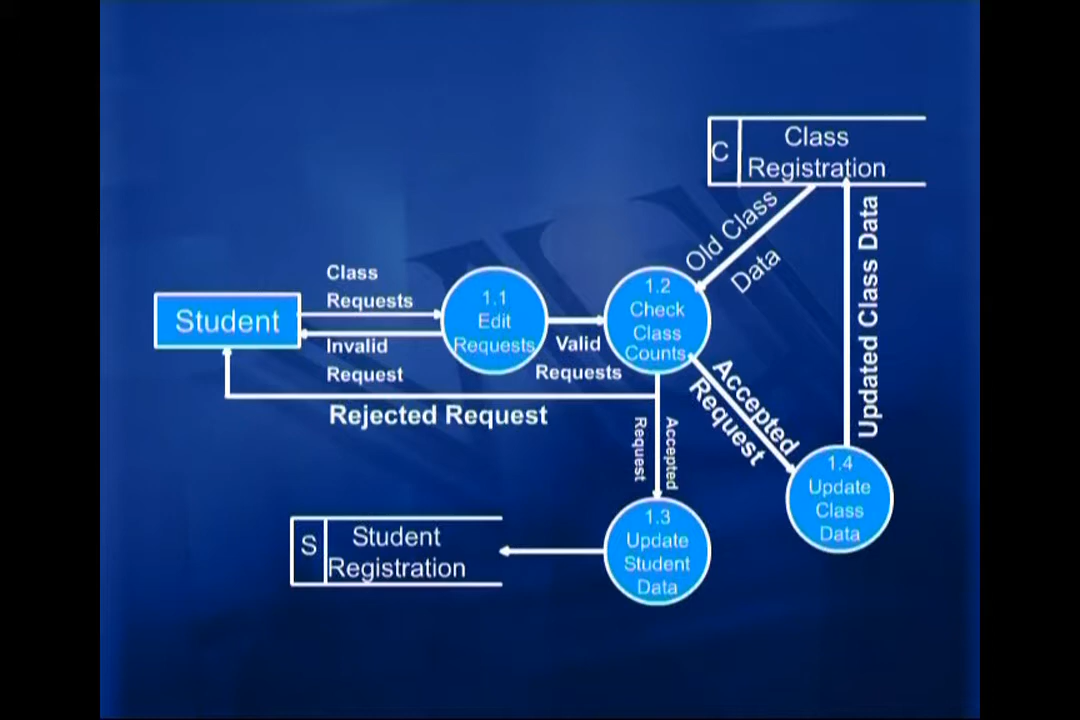 C
Class
Registration
Old Class
Data
Updated Class Data
Class
Requests
Student
Invalid
Request
1.1
Edit
Requests
Valid
Requests
1.2
Check
Class
Counts
Rejected Request
Accepted
Request
Accepted
Request
1.4
Update
Class
Data
S
Student
Registration
1.3
Update
Student
Data